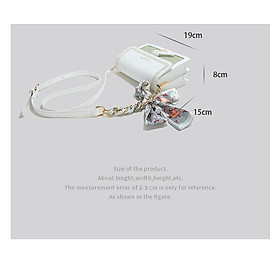 19cm
8cm
15cm
Size of the product:
About length,width,height,etc.
The measurement error of 2-3 cm is only for reference.
As shown in the figure.